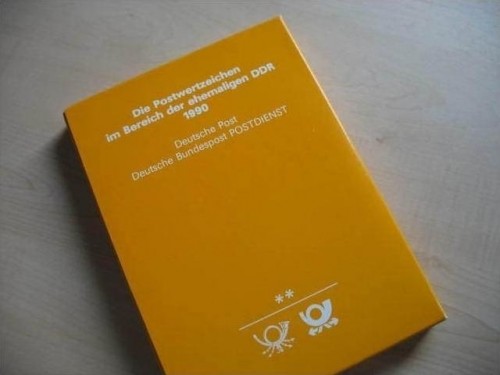 Die Postwertzeichen
im Bereich der ehemaligen DDR
1990
Deutsche Post
Deutsche Bundespost POSTDIENST
**